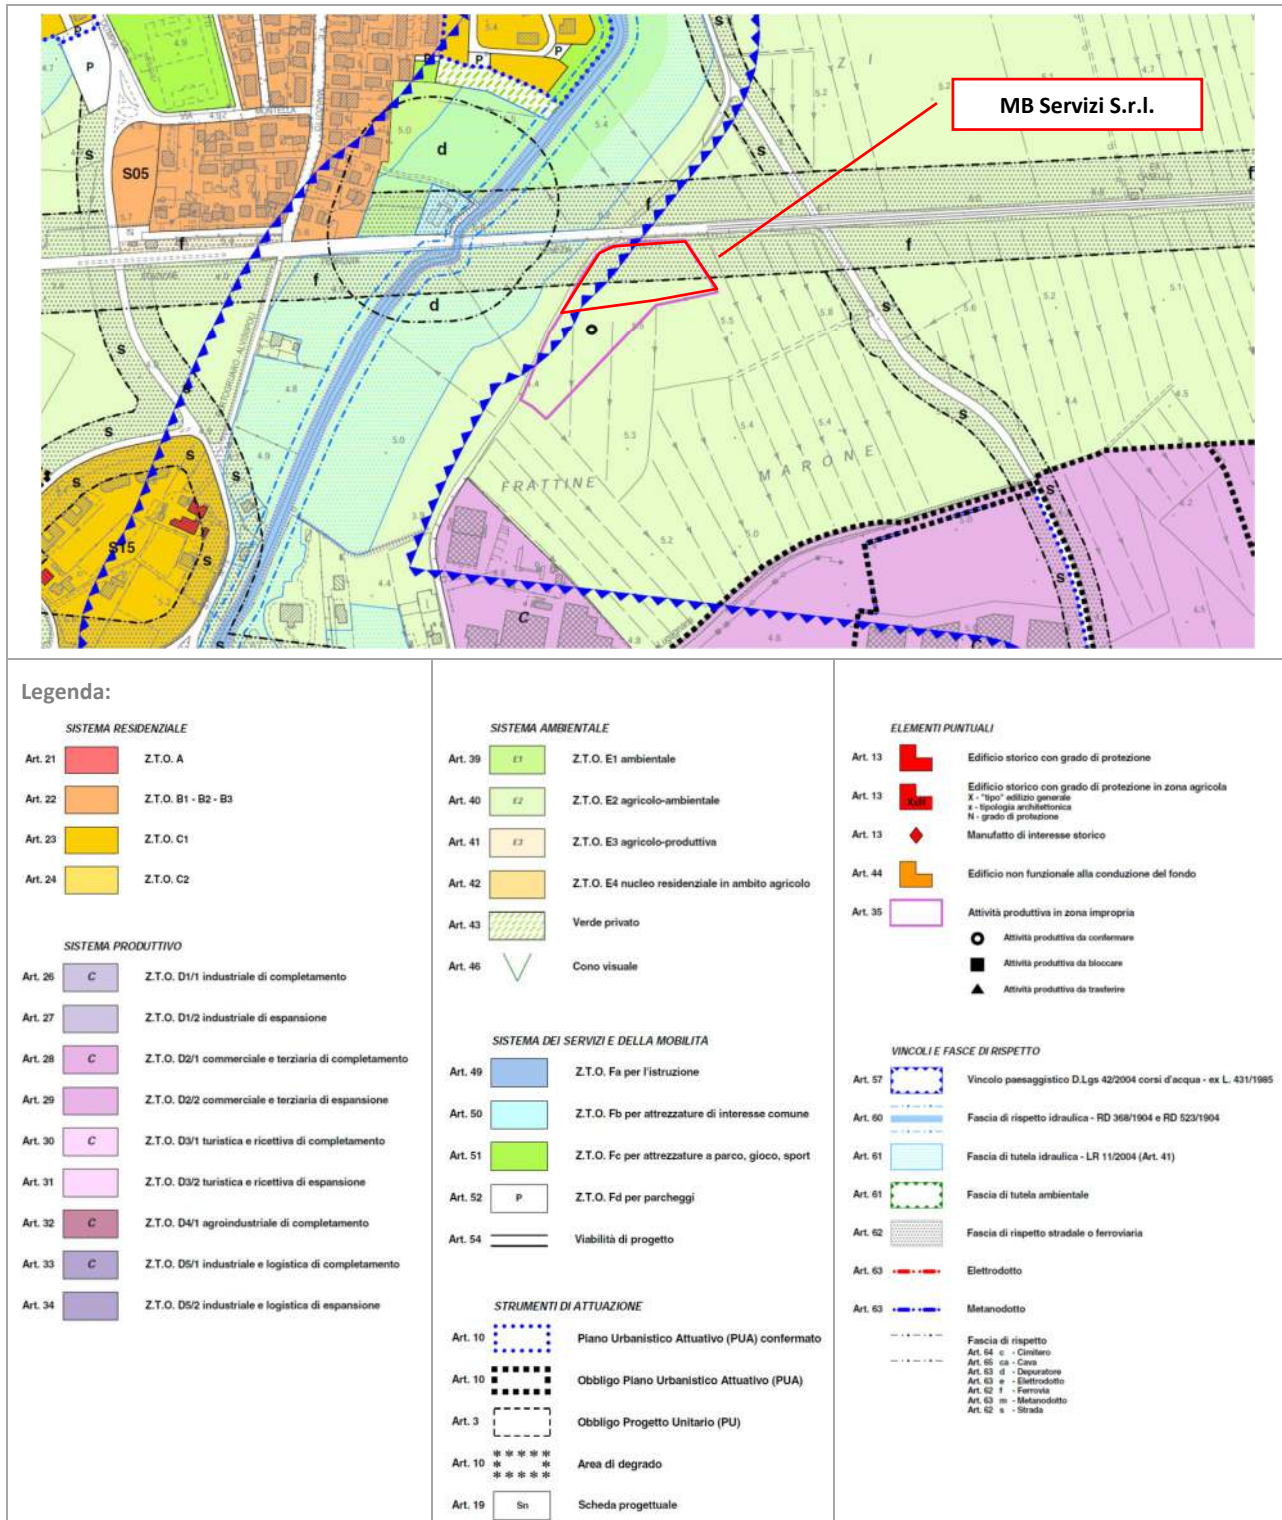 MB Servizi S.r.l.
Z I
P
P
P
P
VIA MONTELLA
S05
d
s
s
f
f
f
f
f
f
d
s
s
s
s
s
s
s
s
S15
FRATTINE
MARONE
C
s
s
s
s
Legenda:
SISTEMA RESIDENZIALE
Art. 21 Z.T.O. A
Art. 22 Z.T.O. B1 - B2 - B3
Art. 23 Z.T.O. C1
Art. 24 Z.T.O. C2
SISTEMA PRODUTTIVO
Art. 26 C Z.T.O. D1/1 industriale di completamento
Art. 27 Z.T.O. D1/2 industriale di espansione
Art. 28 C Z.T.O. D2/1 commerciale e terziaria di completamento
Art. 29 Z.T.O. D2/2 commerciale e terziaria di espansione
Art. 30 C Z.T.O. D3/1 turistica e ricettiva di completamento
Art. 31 Z.T.O. D3/2 turistica e ricettiva di espansione
Art. 32 C Z.T.O. D4/1 agroindustriale di completamento
Art. 33 C Z.T.O. D5/1 industriale e logistica di completamento
Art. 34 Z.T.O. D5/2 industriale e logistica di espansione
SISTEMA AMBIENTALE
Art. 39 E1 Z.T.O. E1 ambientale
Art. 40 E2 Z.T.O. E2 agricolo-ambientale
Art. 41 E3 Z.T.O. E3 agricolo-produttiva
Art. 42 Z.T.O. E4 nucleo residenziale in ambito agricolo
Art. 43 Verde privato
Art. 46 Cono visuale
SISTEMA DEI SERVIZI E DELLA MOBILITÀ
Art. 49 Z.T.O. Fa per l'istruzione
Art. 50 Z.T.O. Fb per attrezzature di interesse comune
Art. 51 Z.T.O. Fc per attrezzature a parco, gioco, sport
Art. 52 P Z.T.O. Fd per parcheggi
Art. 54 Viabilità di progetto
STRUMENTI DI ATTUAZIONE
Art. 10 Piano Urbanistico Attuativo (PUA) confermato
Art. 10 Obbligo Piano Urbanistico Attuativo (PUA)
Art. 3 Obbligo Progetto Unitario (PU)
Art. 10 Area di degrado
Art. 19 Sn Scheda progettuale
ELEMENTI PUNTUALI
Art. 13 Edificio storico con grado di protezione
Art. 13 XxN Edificio storico con grado di protezione in zona agricola
X - "tipo" edilizio generale
x - tipologia architettonica
N - grado di protezione
Art. 13 Manufatto di interesse storico
Art. 44 Edificio non funzionale alla conduzione del fondo
Art. 35 Attività produttiva in zona impropria
Attività produttiva da confermare
Attività produttiva da bloccare
Attività produttiva da trasferire
VINCOLI E FASCE DI RISPETTO
Art. 57 Vincolo paesaggistico D.Lgs 42/2004 corsi d'acqua - ex L. 431/1985
Art. 60 Fascia di rispetto idraulica - RD 368/1904 e RD 523/1904
Art. 61 Fascia di tutela idraulica - LR 11/2004 (Art. 41)
Art. 61 Fascia di tutela ambientale
Art. 62 Fascia di rispetto stradale o ferroviaria
Art. 63 Elettrodotto
Art. 63 Metanodotto
Fascia di rispetto
Art. 64 c - Cimitero
Art. 65 ca - Cava
Art. 63 d - Depuratore
Art. 63 e - Elettrodotto
Art. 62 f - Ferrovia
Art. 63 m - Metanodotto
Art. 62 s - Strada